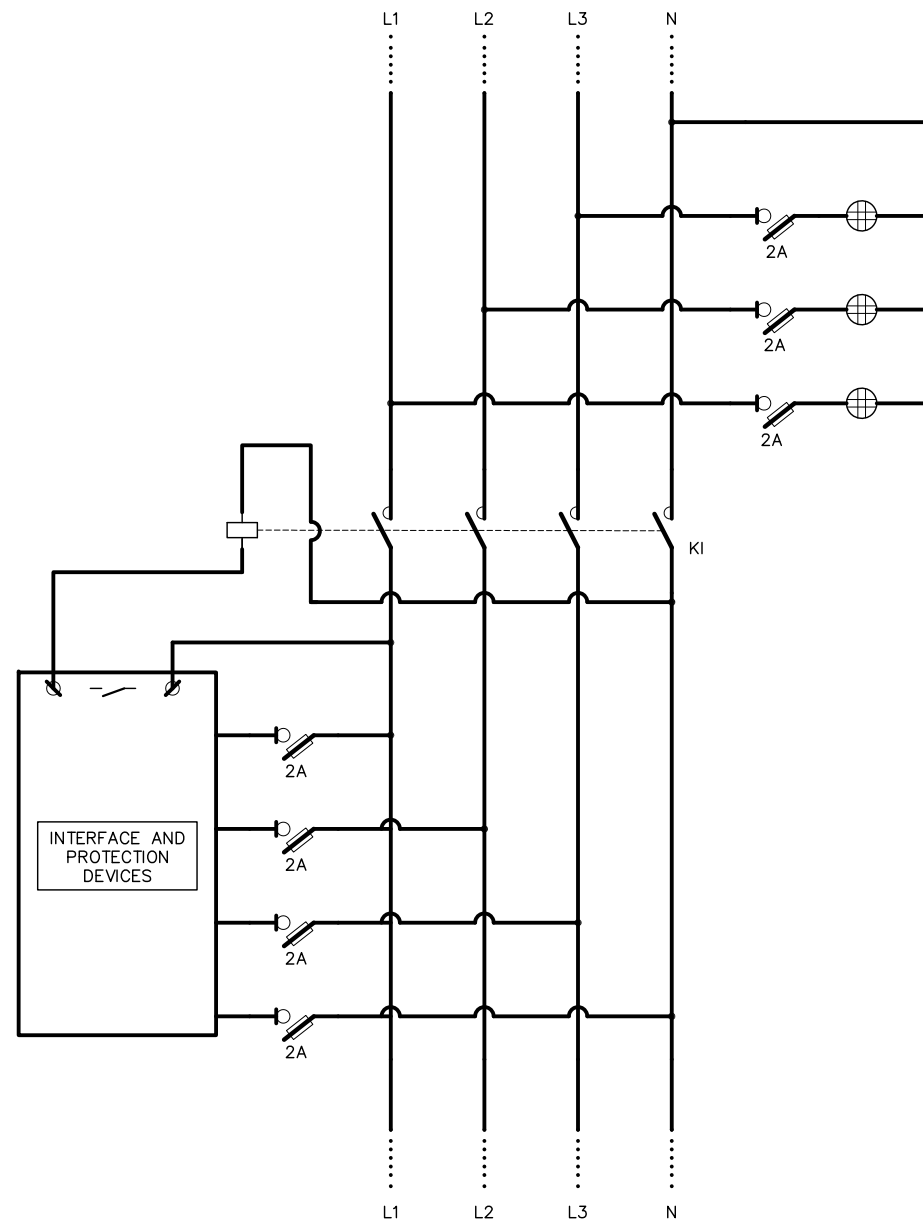 L1 L2 L3 N
2A
2A
2A
KI
2A
INTERFACE AND
PROTECTION
DEVICES
2A
2A
2A
L1 L2 L3 N